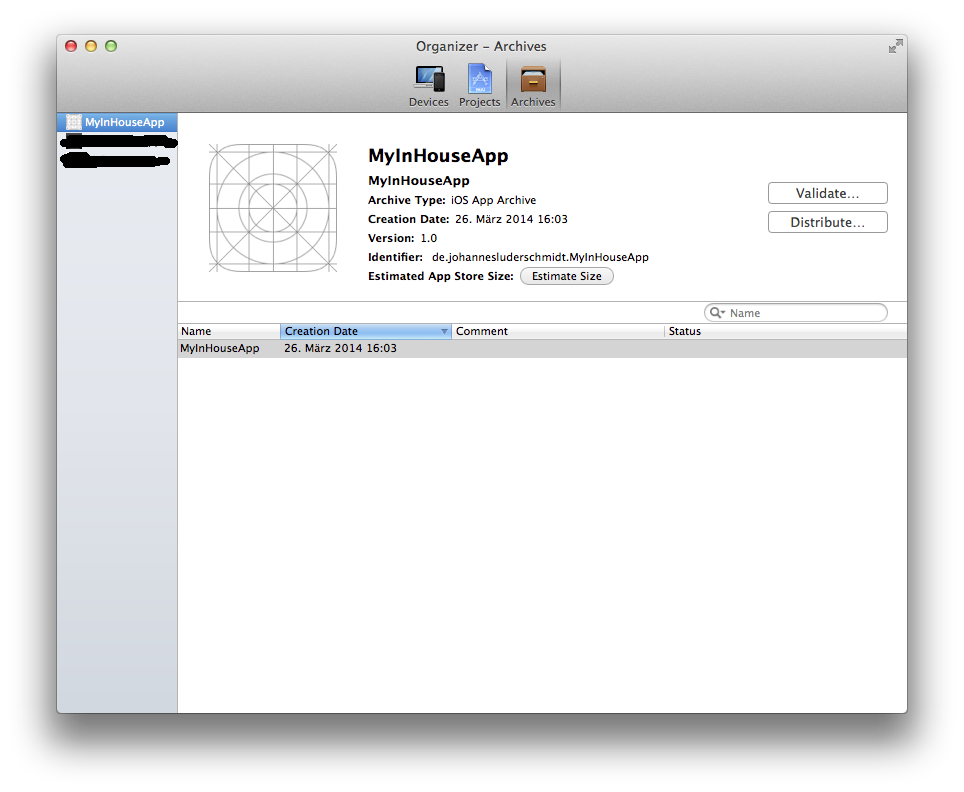 Organizer – Archives
Devices Projects Archives
MyInHouseApp
MyInHouseApp
MyInHouseApp
Archive Type: iOS App Archive
Creation Date: 26. März 2014 16:03
Version: 1.0
Identifier: de.johannesluderschmidt.MyInHouseApp
Estimated App Store Size: Estimate Size
Validate...
Distribute...
Name
Name Creation Date Comment Status
MyInHouseApp 26. März 2014 16:03